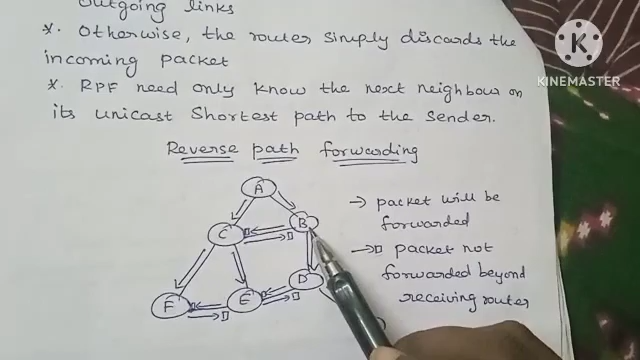 outgoing links
*. Otherwise, the router simply discards the
incoming packet
*. RPF need only know the next neighbour on
its unicast shortest path to the sender.
Reverse path forwarding
A
B
C
D
E
F
→ packet will be
forwarded
→▯ packet not
forwarded beyond
receiving router
K
KINEMASTER